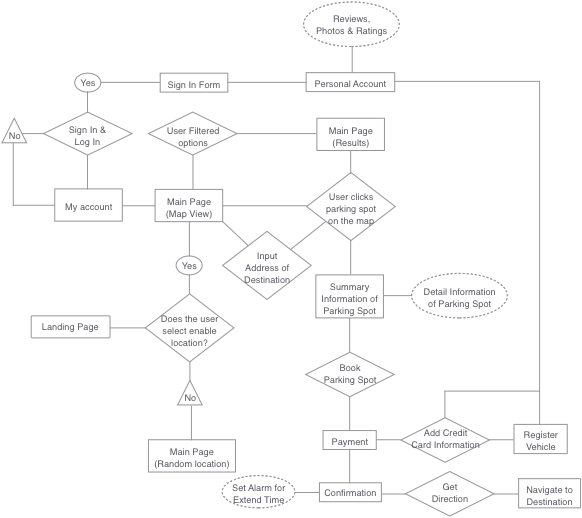 Reviews,
Photos & Ratings
Yes
Sign In Form
Personal Account
No
Sign In &
Log In
User Filtered
options
Main Page
(Results)
My account
Main Page
(Map View)
User clicks
parking spot
on the map
Input
Address of
Destination
Yes
Summary
Information of
Parking Spot
Detail Information
of Parking Spot
Landing Page
Does the user
select enable
location?
Book
Parking Spot
No
Main Page
(Random location)
Payment
Add Credit
Card Information
Register
Vehicle
Set Alarm for
Extend Time
Confirmation
Get
Direction
Navigate to
Destination